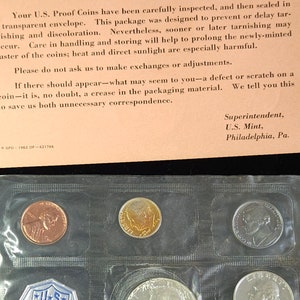 Your U.S. Proof Coins have been carefully inspected, and then sealed in
transparent envelope. This package was designed to prevent or delay tar-
nishing and discoloration. Nevertheless, sooner or later tarnishing may
occur. Care in handling and storing will help to prolong the newly-minted
luster of the coins; heat and direct sunlight are especially harmful.
Please do not ask us to make exchanges or adjustments.
If there should appear—what may seem to you—a defect or scratch on
coin—it is, no doubt, a crease in the packaging material. We tell you this
to save us both unnecessary correspondence.
Superintendent,
U.S. Mint,
Philadelphia, Pa.
U.S.